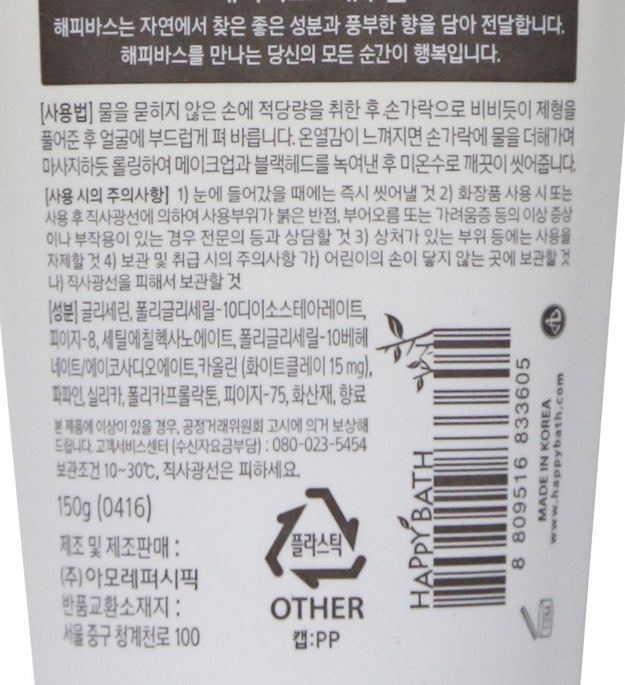 해피바스는 자연에서 찾은 좋은 성분과 풍부한 향을 담아 전달합니다.
해피바스를 만나는 당신의 모든 순간이 행복입니다.
[사용법] 물을 묻히지 않은 손에 적당량을 취한 후 손가락으로 비비듯이 제형을
풀어준 후 얼굴에 부드럽게 펴 바릅니다. 온열감이 느껴지면 손가락에 물을 더해가며
마사지하듯 롤링하여 메이크업과 블랙헤드를 녹여낸 후 미온수로 깨끗이 씻어줍니다.
[사용 시의 주의사항] 1) 눈에 들어갔을 때에는 즉시 씻어낼 것 2) 화장품 사용 시 또는
사용 후 직사광선에 의하여 사용부위가 붉은 반점, 부어오름 또는 가려움증 등의 이상 증상
이나 부작용이 있는 경우 전문의 등과 상담할 것 3) 상처가 있는 부위 등에는 사용을
자제할 것 4) 보관 및 취급 시의 주의사항 가) 어린이의 손이 닿지 않는 곳에 보관할 것
나) 직사광선을 피해서 보관할 것
[성분] 글리세린, 폴리글리세릴-10디이소스테아레이트,
피이지-8, 세틸에칠헥사노에이트, 폴리글리세릴-10베헤
네이트/에이코사디오에이트, 카올린 (화이트클레이 15 mg),
파파인, 실리카, 폴리카프로락톤, 피이지-75, 화산재, 향료
본 제품에 이상이 있을 경우, 공정거래위원회 고시에 의거 보상해
드립니다. 고객서비스센터 (수신자요금부담) : 080-023-5454
보관조건 10~30℃, 직사광선은 피하세요.
150g (0416)
제조 및 제조판매 :
(주)아모레퍼시픽
반품교환소재지 :
서울 중구 청계천로 100
플라스틱
OTHER
캡:PP
HAPPY BATH
8 809516 833605
MADE IN KOREA
www.happybath.com
12M